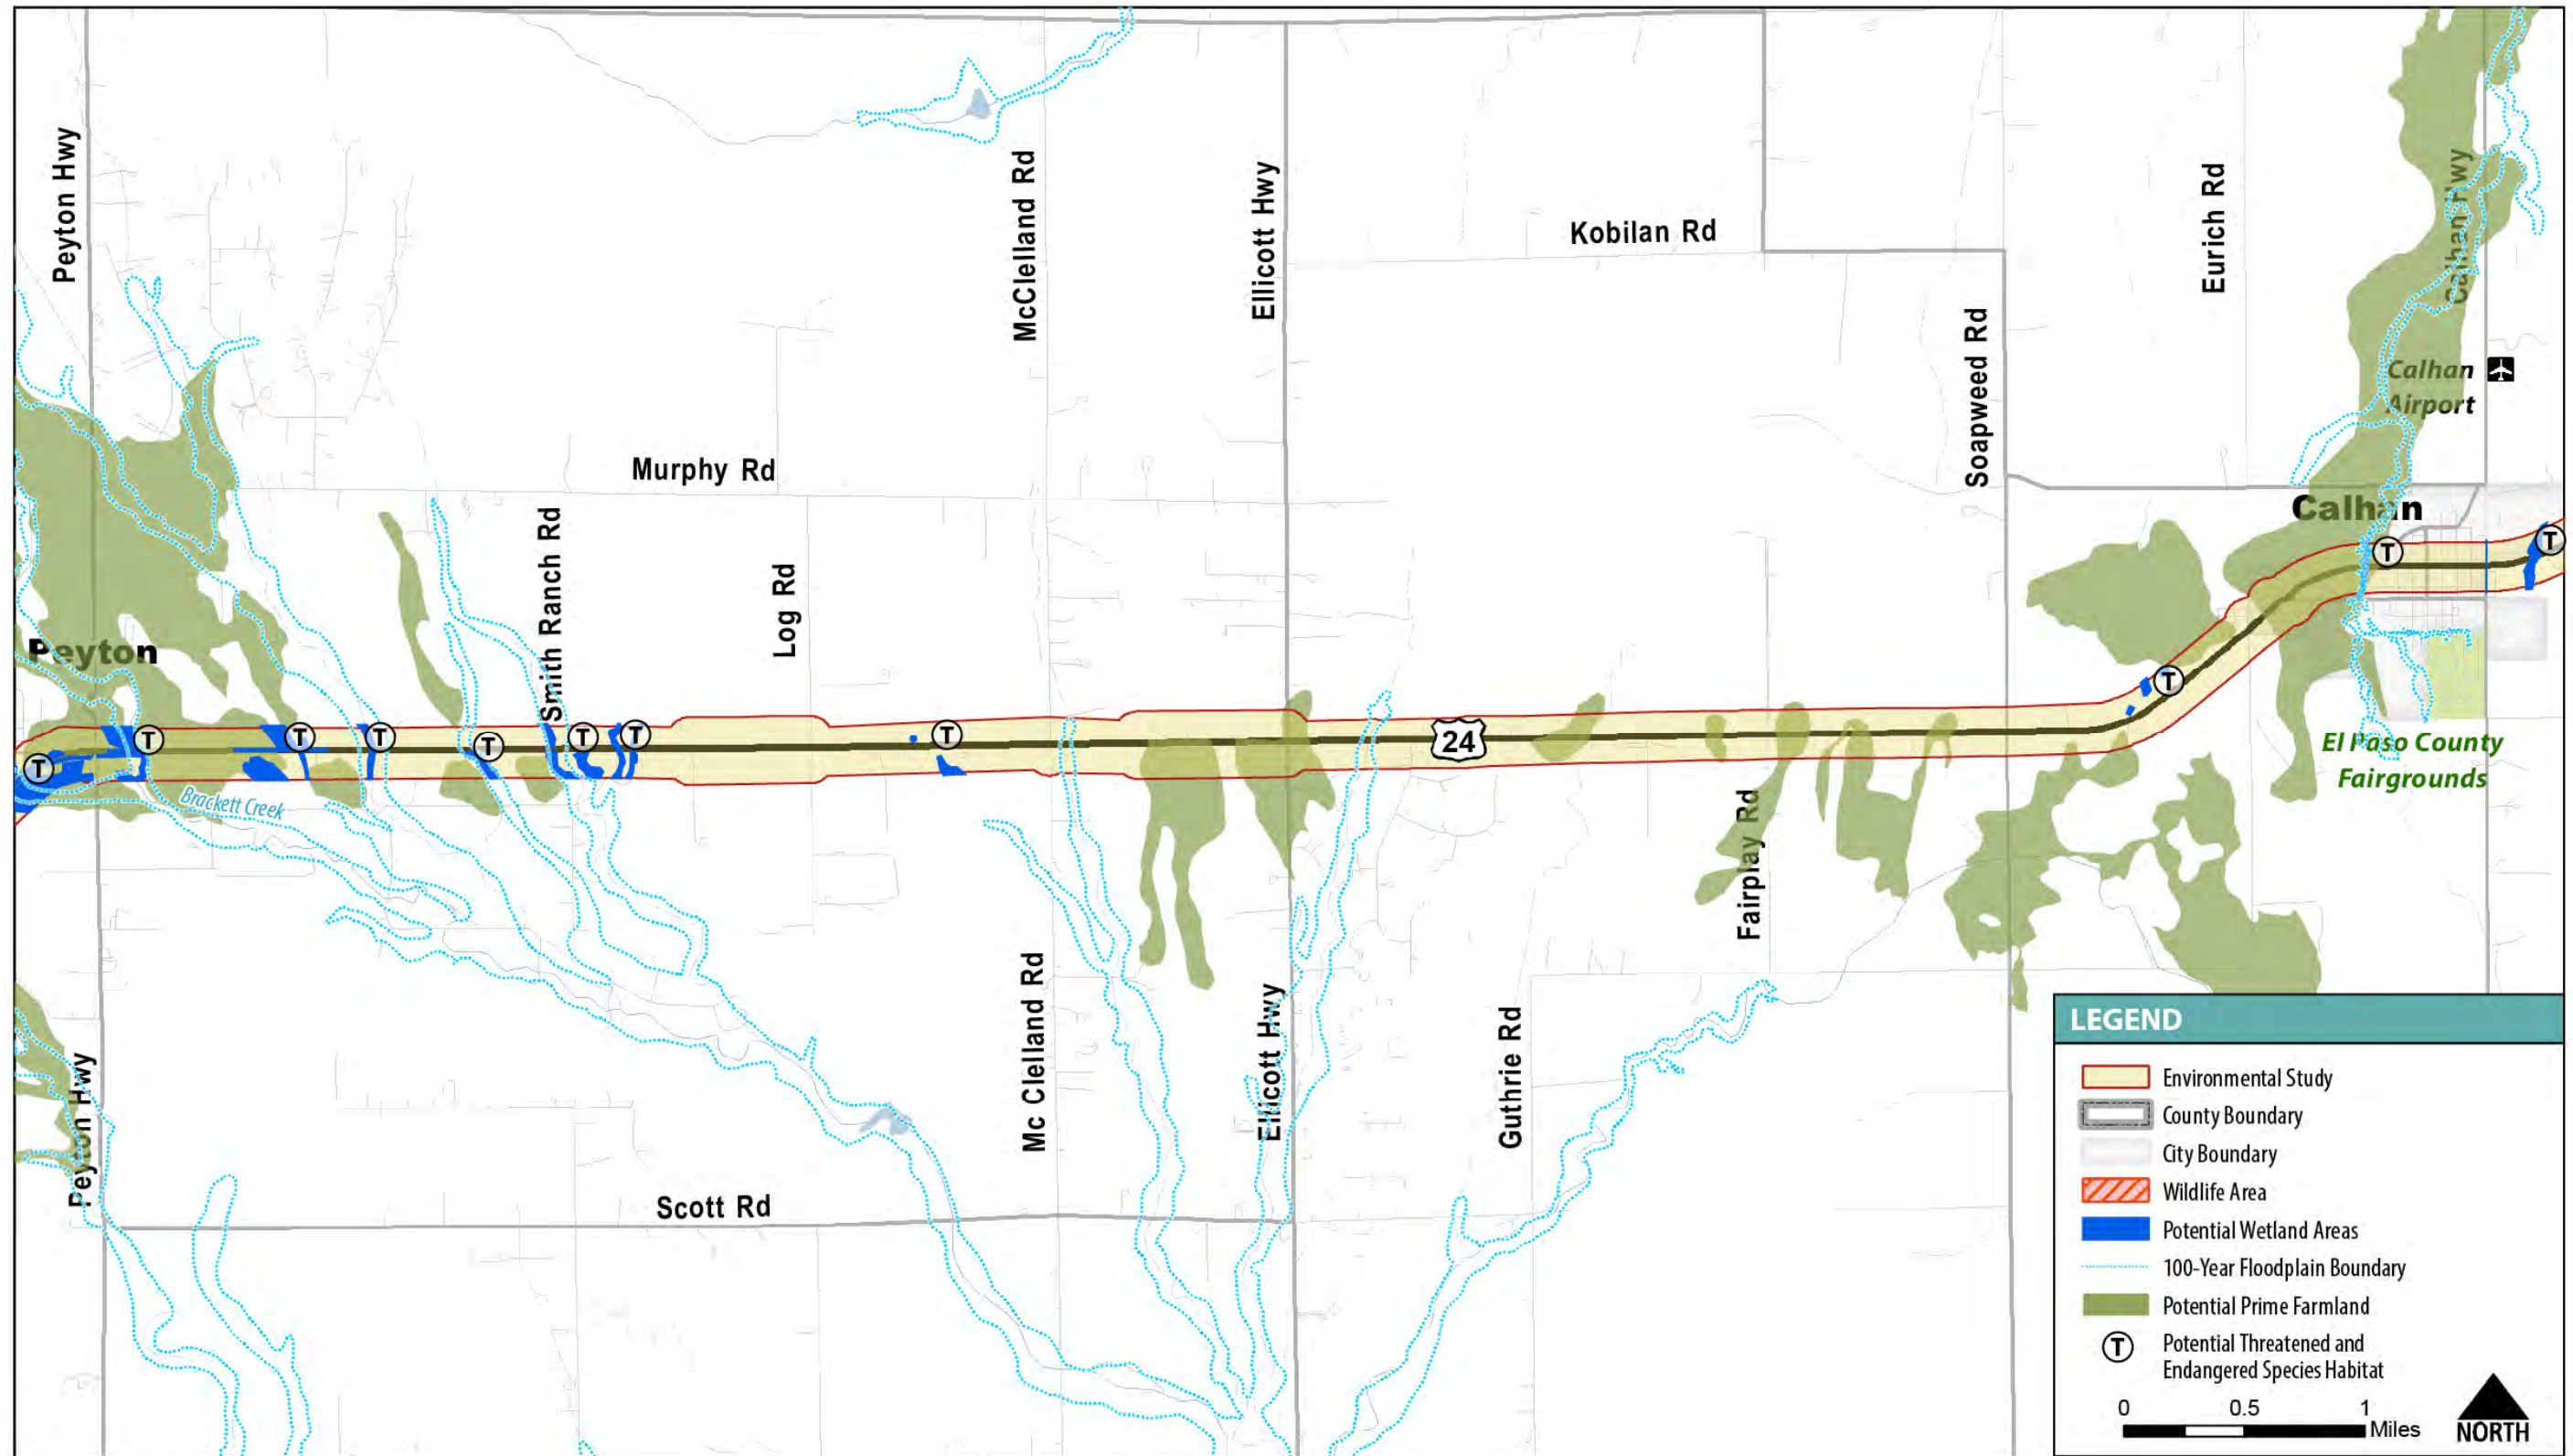 Peyton Hwy
McClelland Rd
Ellicott Hwy
Kobilan Rd
Eurich Rd
Calhan Hwy
Soapweed Rd
Calhan
Airport
Murphy Rd
Calhan
T
T
Smith Ranch Rd
Log Rd
Peyton
T
T
T
T
T
T
T
T
T
24
El Paso County
Fairgrounds
Brackett Creek
Fairplay Rd
Mc Clelland Rd
Ellicott Hwy
Guthrie Rd
Peyton Hwy
Scott Rd
LEGEND
Environmental Study
County Boundary
City Boundary
Wildlife Area
Potential Wetland Areas
100-Year Floodplain Boundary
Potential Prime Farmland
T
Potential Threatened and
Endangered Species Habitat
0 0.5 1
Miles
NORTH